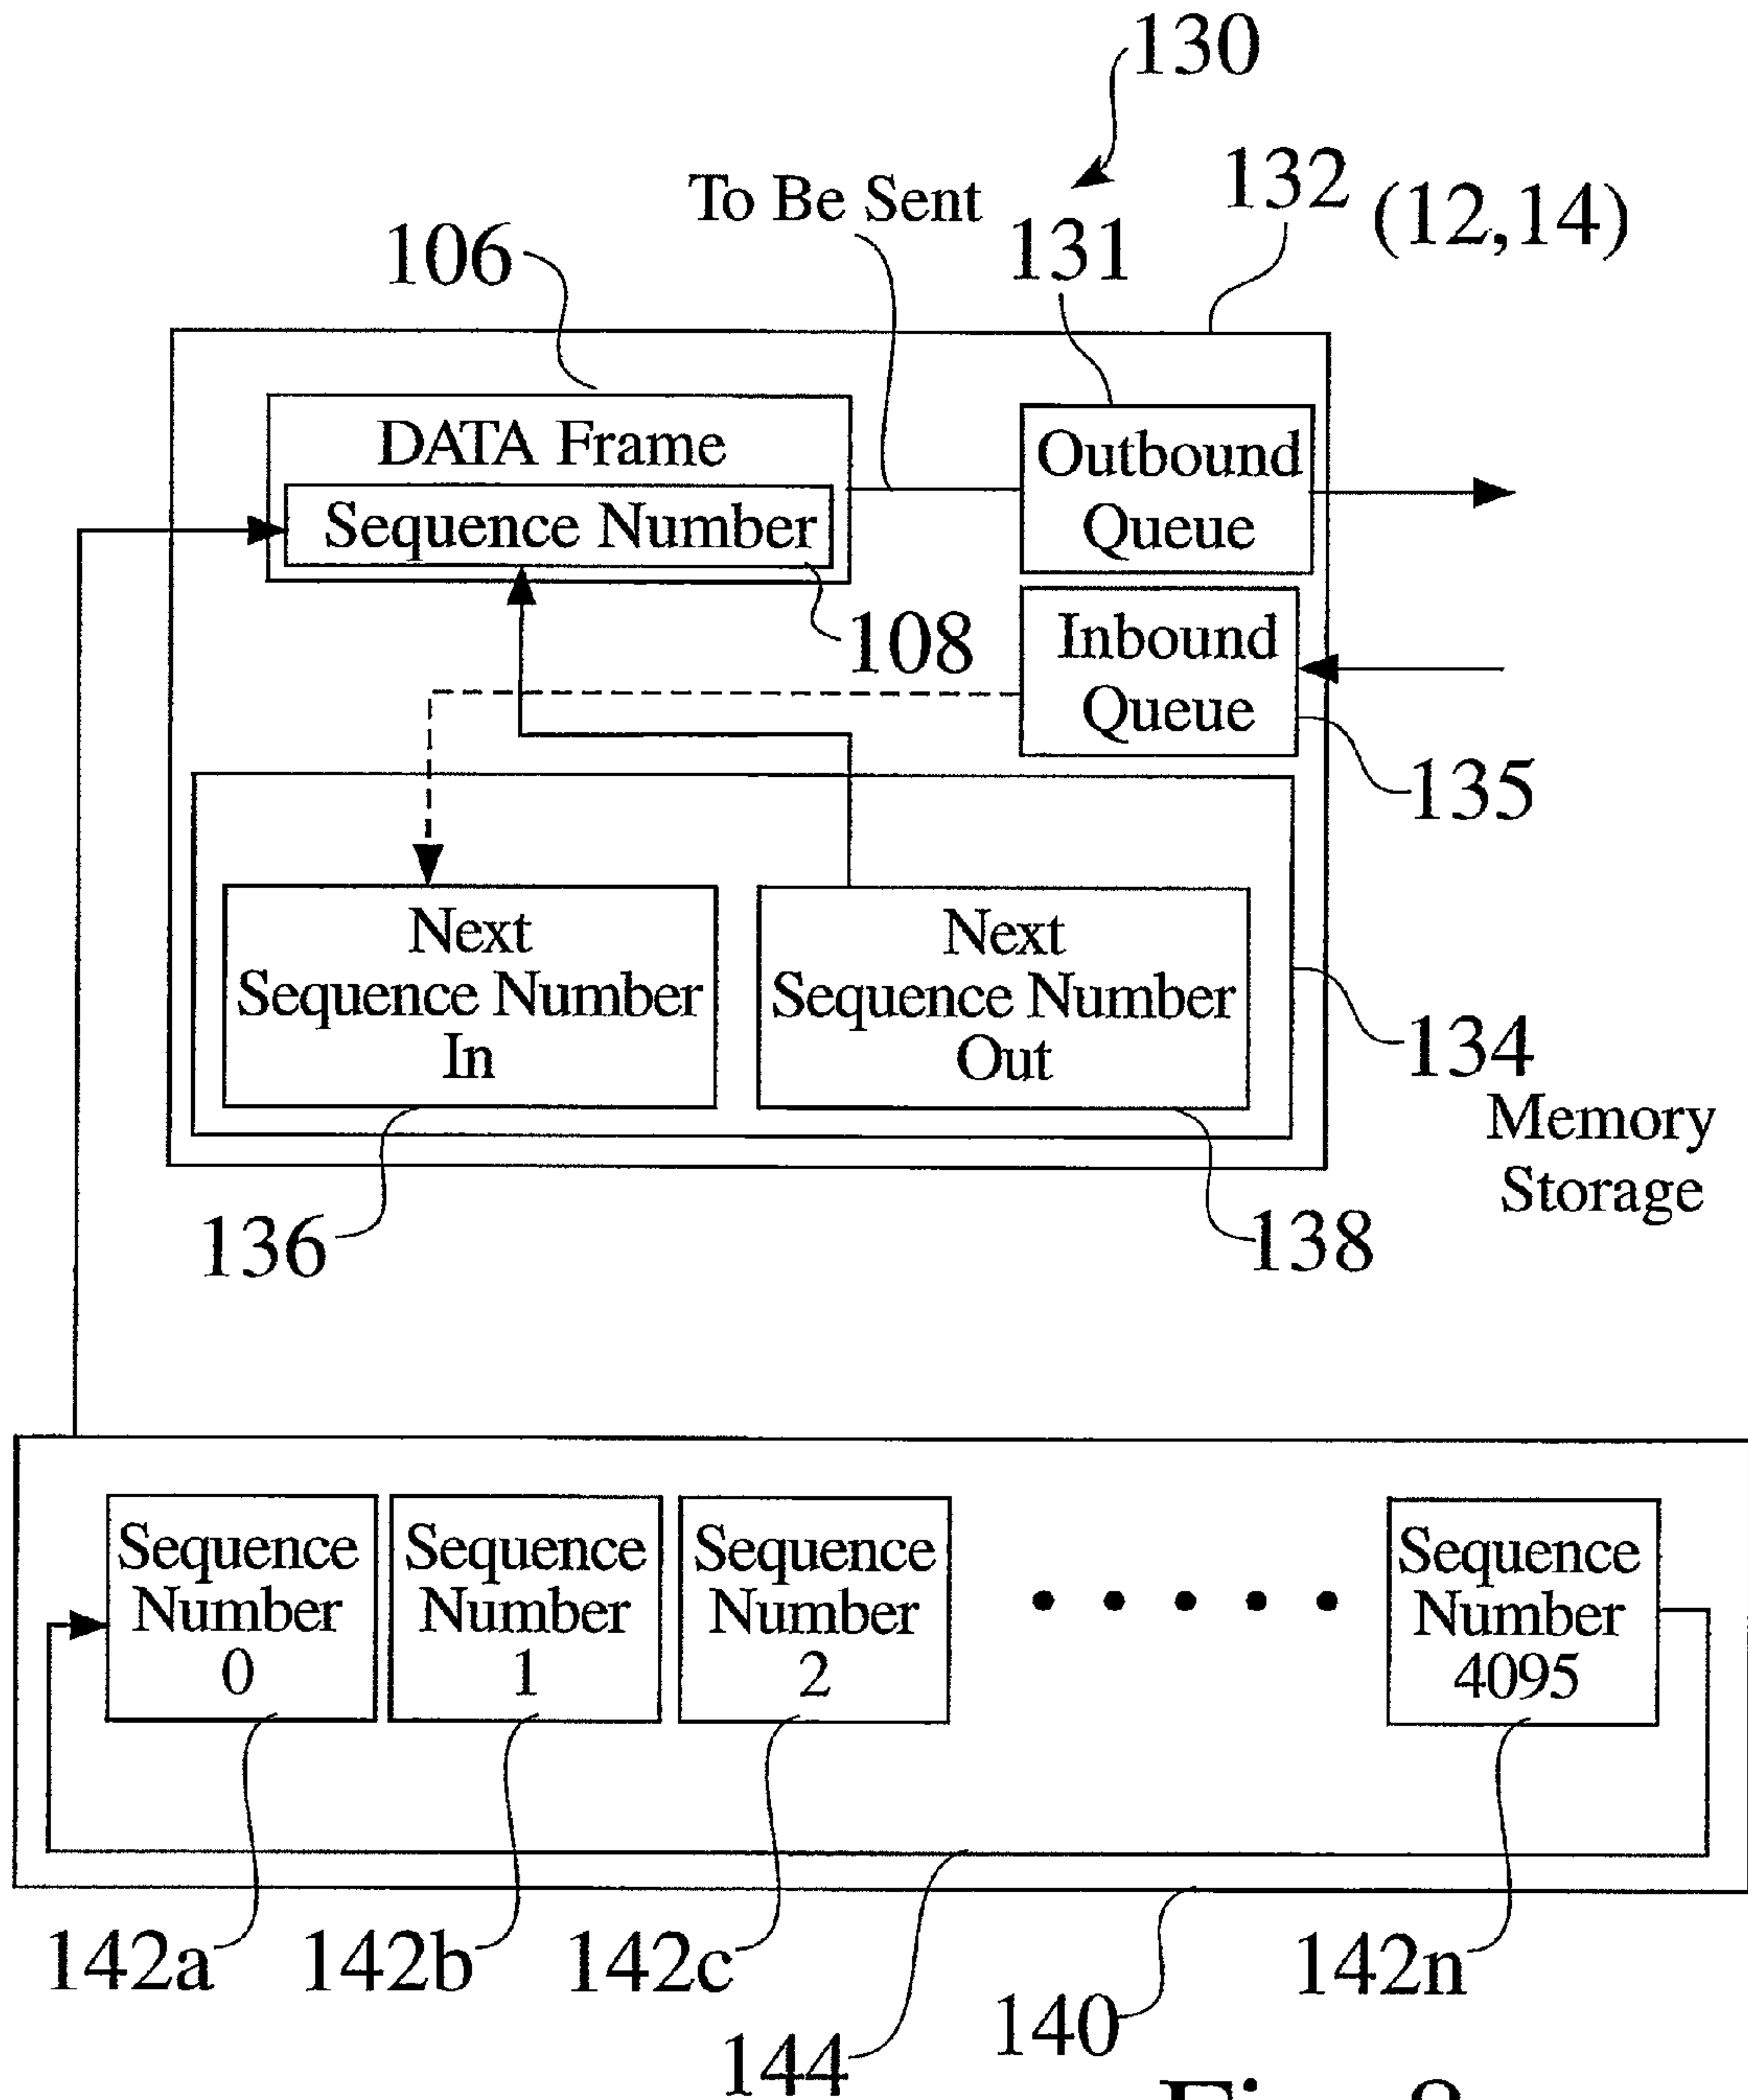 130
132 (12,14)
To Be Sent
131
106
DATA Frame
Sequence Number
Outbound
Queue
108
Inbound
Queue
135
Next
Sequence Number
In
Next
Sequence Number
Out
134
Memory
Storage
136
138
Sequence
Number
0
Sequence
Number
1
Sequence
Number
2
Sequence
Number
4095
142a
142b
142c
142n
140
144